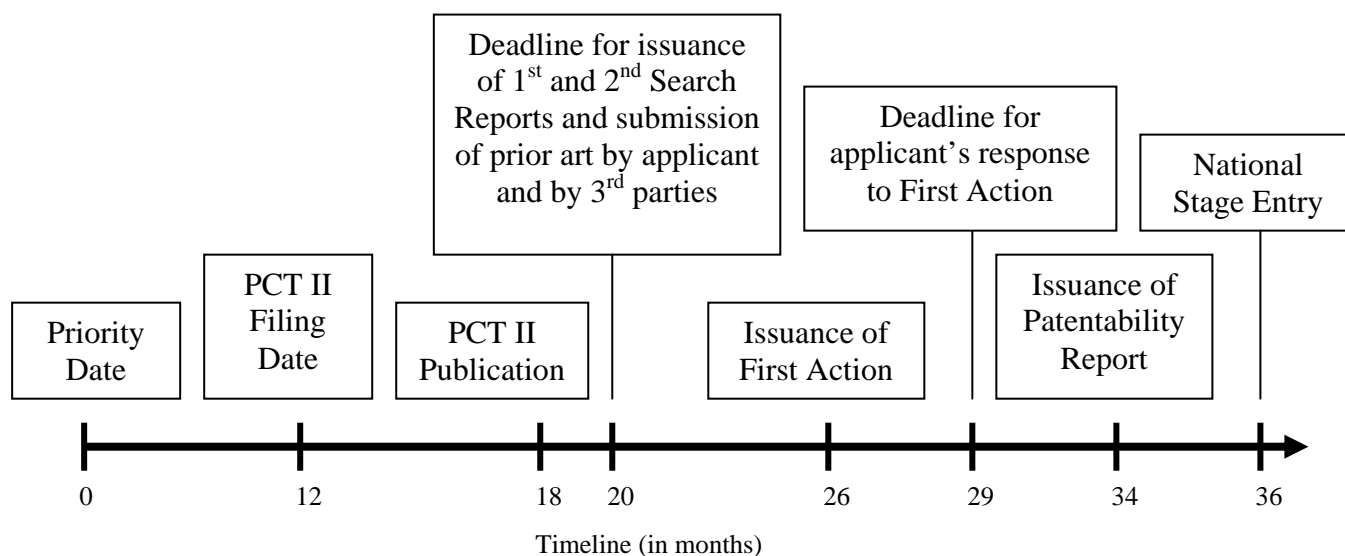 Deadline for issuance
of 1st and 2nd Search
Reports and submission
of prior art by applicant
and by 3rd parties
Deadline for
applicant’s response
to First Action
National
Stage Entry
Priority
Date
PCT II
Filing
Date
PCT II
Publication
Issuance of
First Action
Issuance of
Patentability
Report
0
12
18
20
26
29
34
36
Timeline (in months)